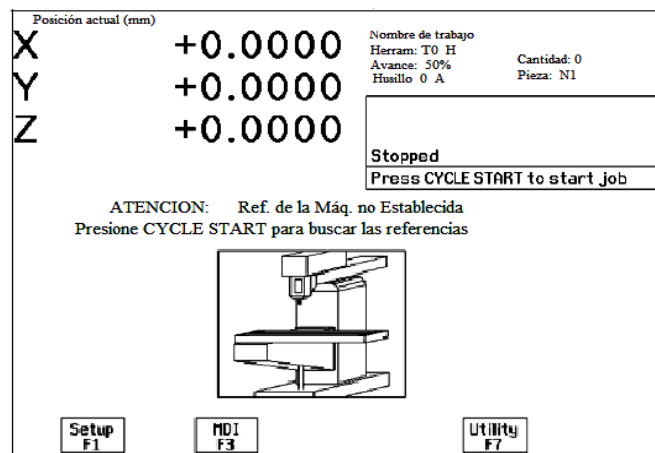 Posición actual (mm)
X +0.0000
Y +0.0000
Z +0.0000
Nombre de trabajo
Herram: T0 H
Avance: 50%
Husillo 0 A
Cantidad: 0
Pieza: N1
Stopped
Press CYCLE START to start job
ATENCION: Ref. de la Máq. no Establecida
Presione CYCLE START para buscar las referencias
Setup
F1
MDI
F3
Utility
F7